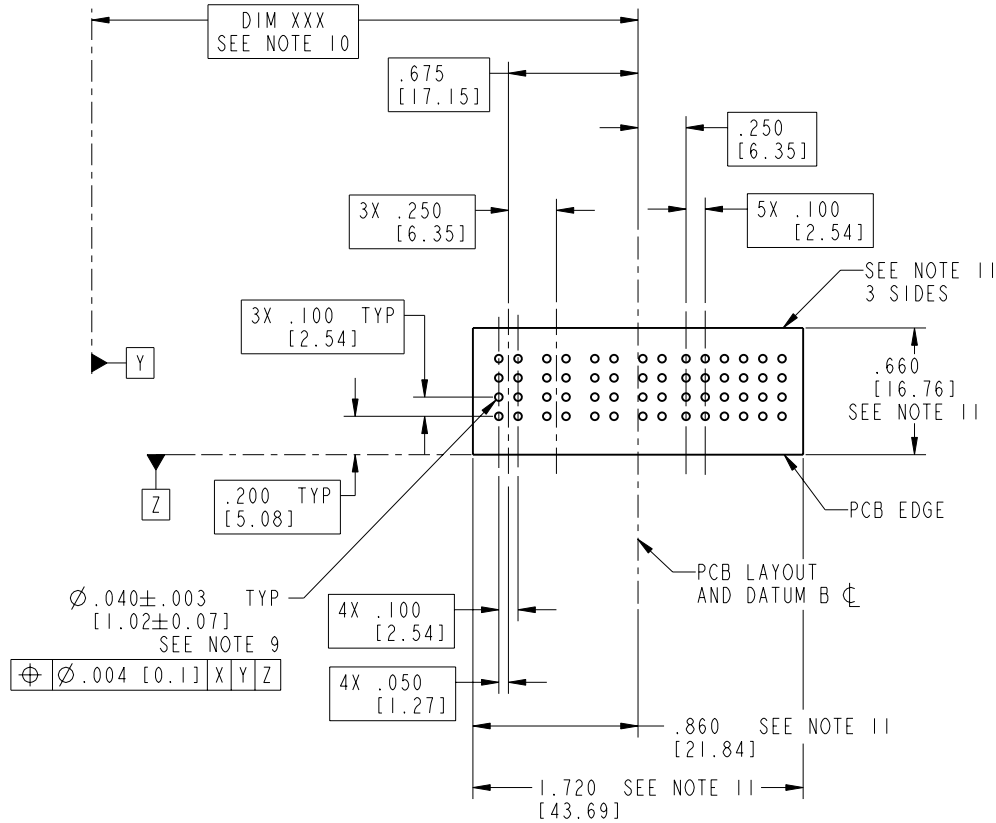 DIM XXX
SEE NOTE 10
.675
[17.15]
.250
[6.35]
3X .250
[6.35]
5X .100
[2.54]
SEE NOTE 11
3 SIDES
3X .100 TYP
[2.54]
Y
.660
[16.76]
SEE NOTE 11
Z
.200 TYP
[5.08]
PCB EDGE
PCB LAYOUT
AND DATUM B ℄
Ø.040±.003 TYP
[1.02±0.07]
SEE NOTE 9
⌖ Ø.004 [0.1] X Y Z
4X .100
[2.54]
4X .050
[1.27]
.860 SEE NOTE 11
[21.84]
1.720 SEE NOTE 11
[43.69]